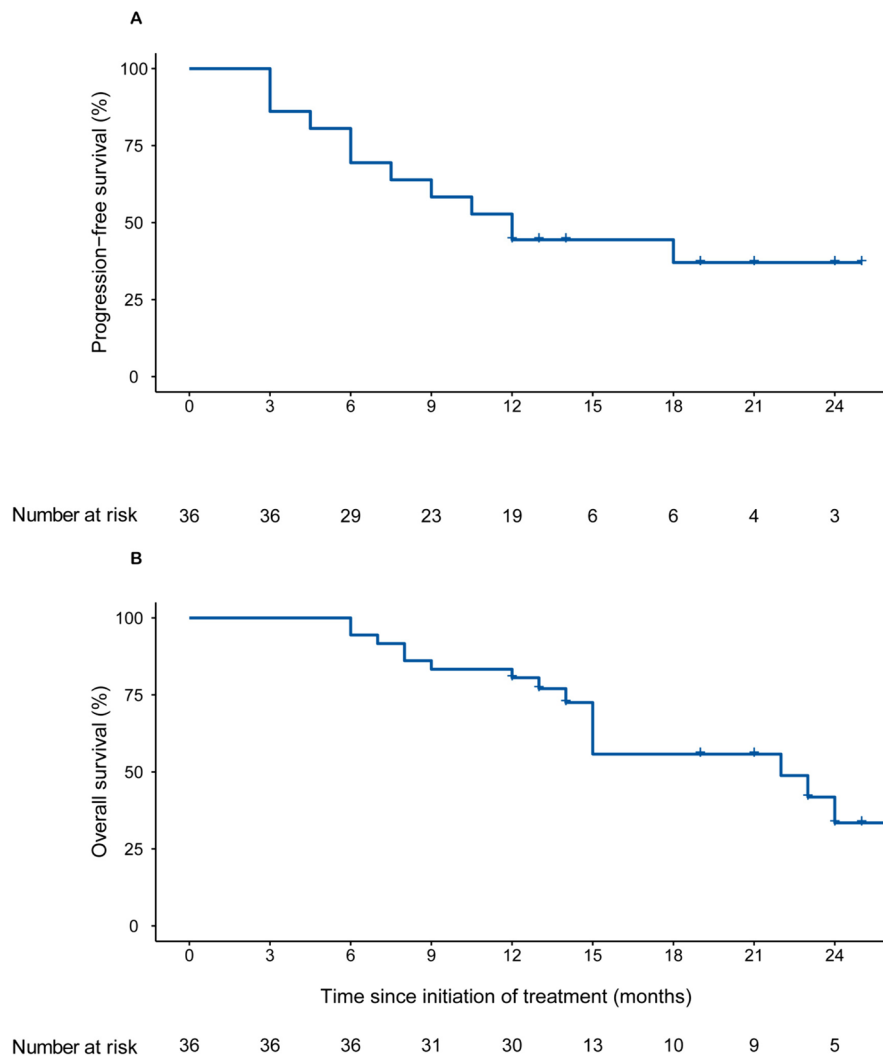 A
Progression−free survival (%)
100
75
50
25
0
0 3 6 9 12 15 18 21 24
Number at risk 36 36 29 23 19 6 6 4 3
B
Overall survival (%)
100
75
50
25
0
0 3 6 9 12 15 18 21 24
Time since initiation of treatment (months)
Number at risk 36 36 36 31 30 13 10 9 5